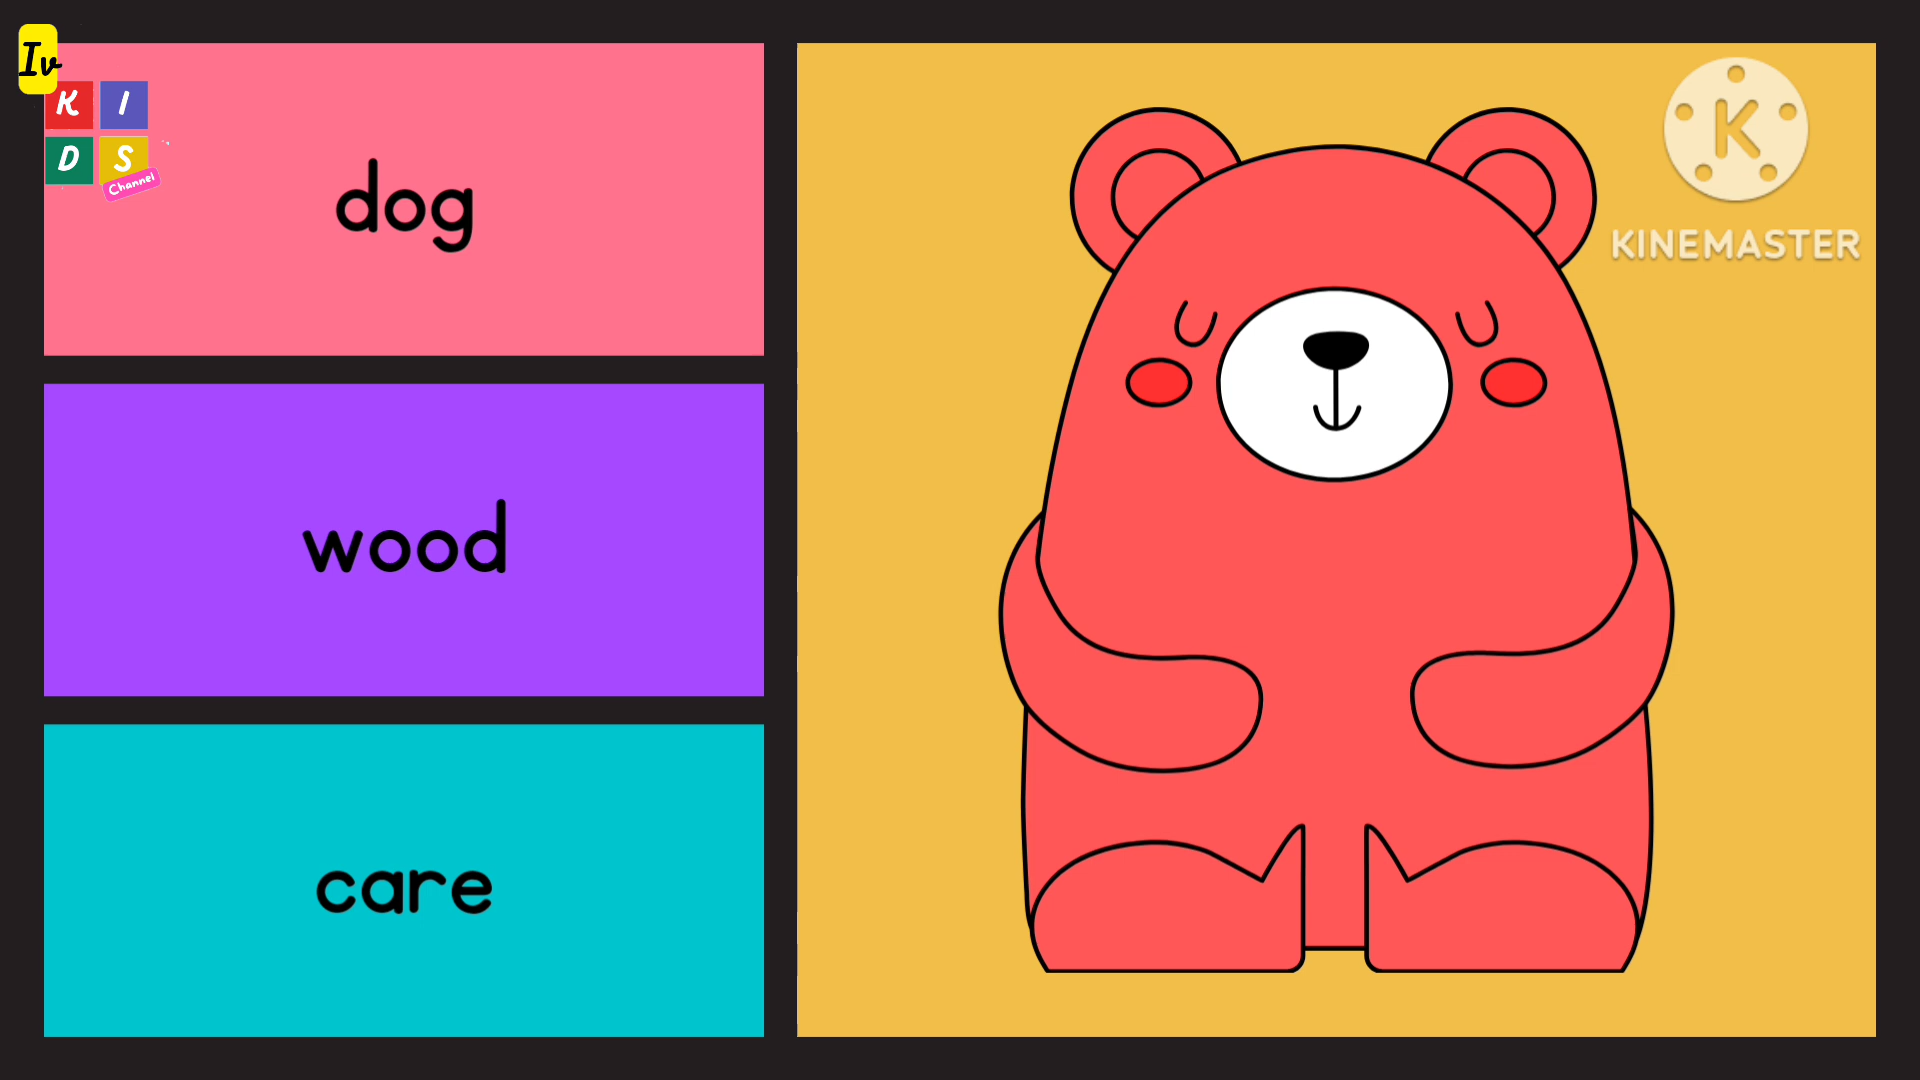 Iv
K I
D S
Channel
dog
wood
care
K
KINEMASTER